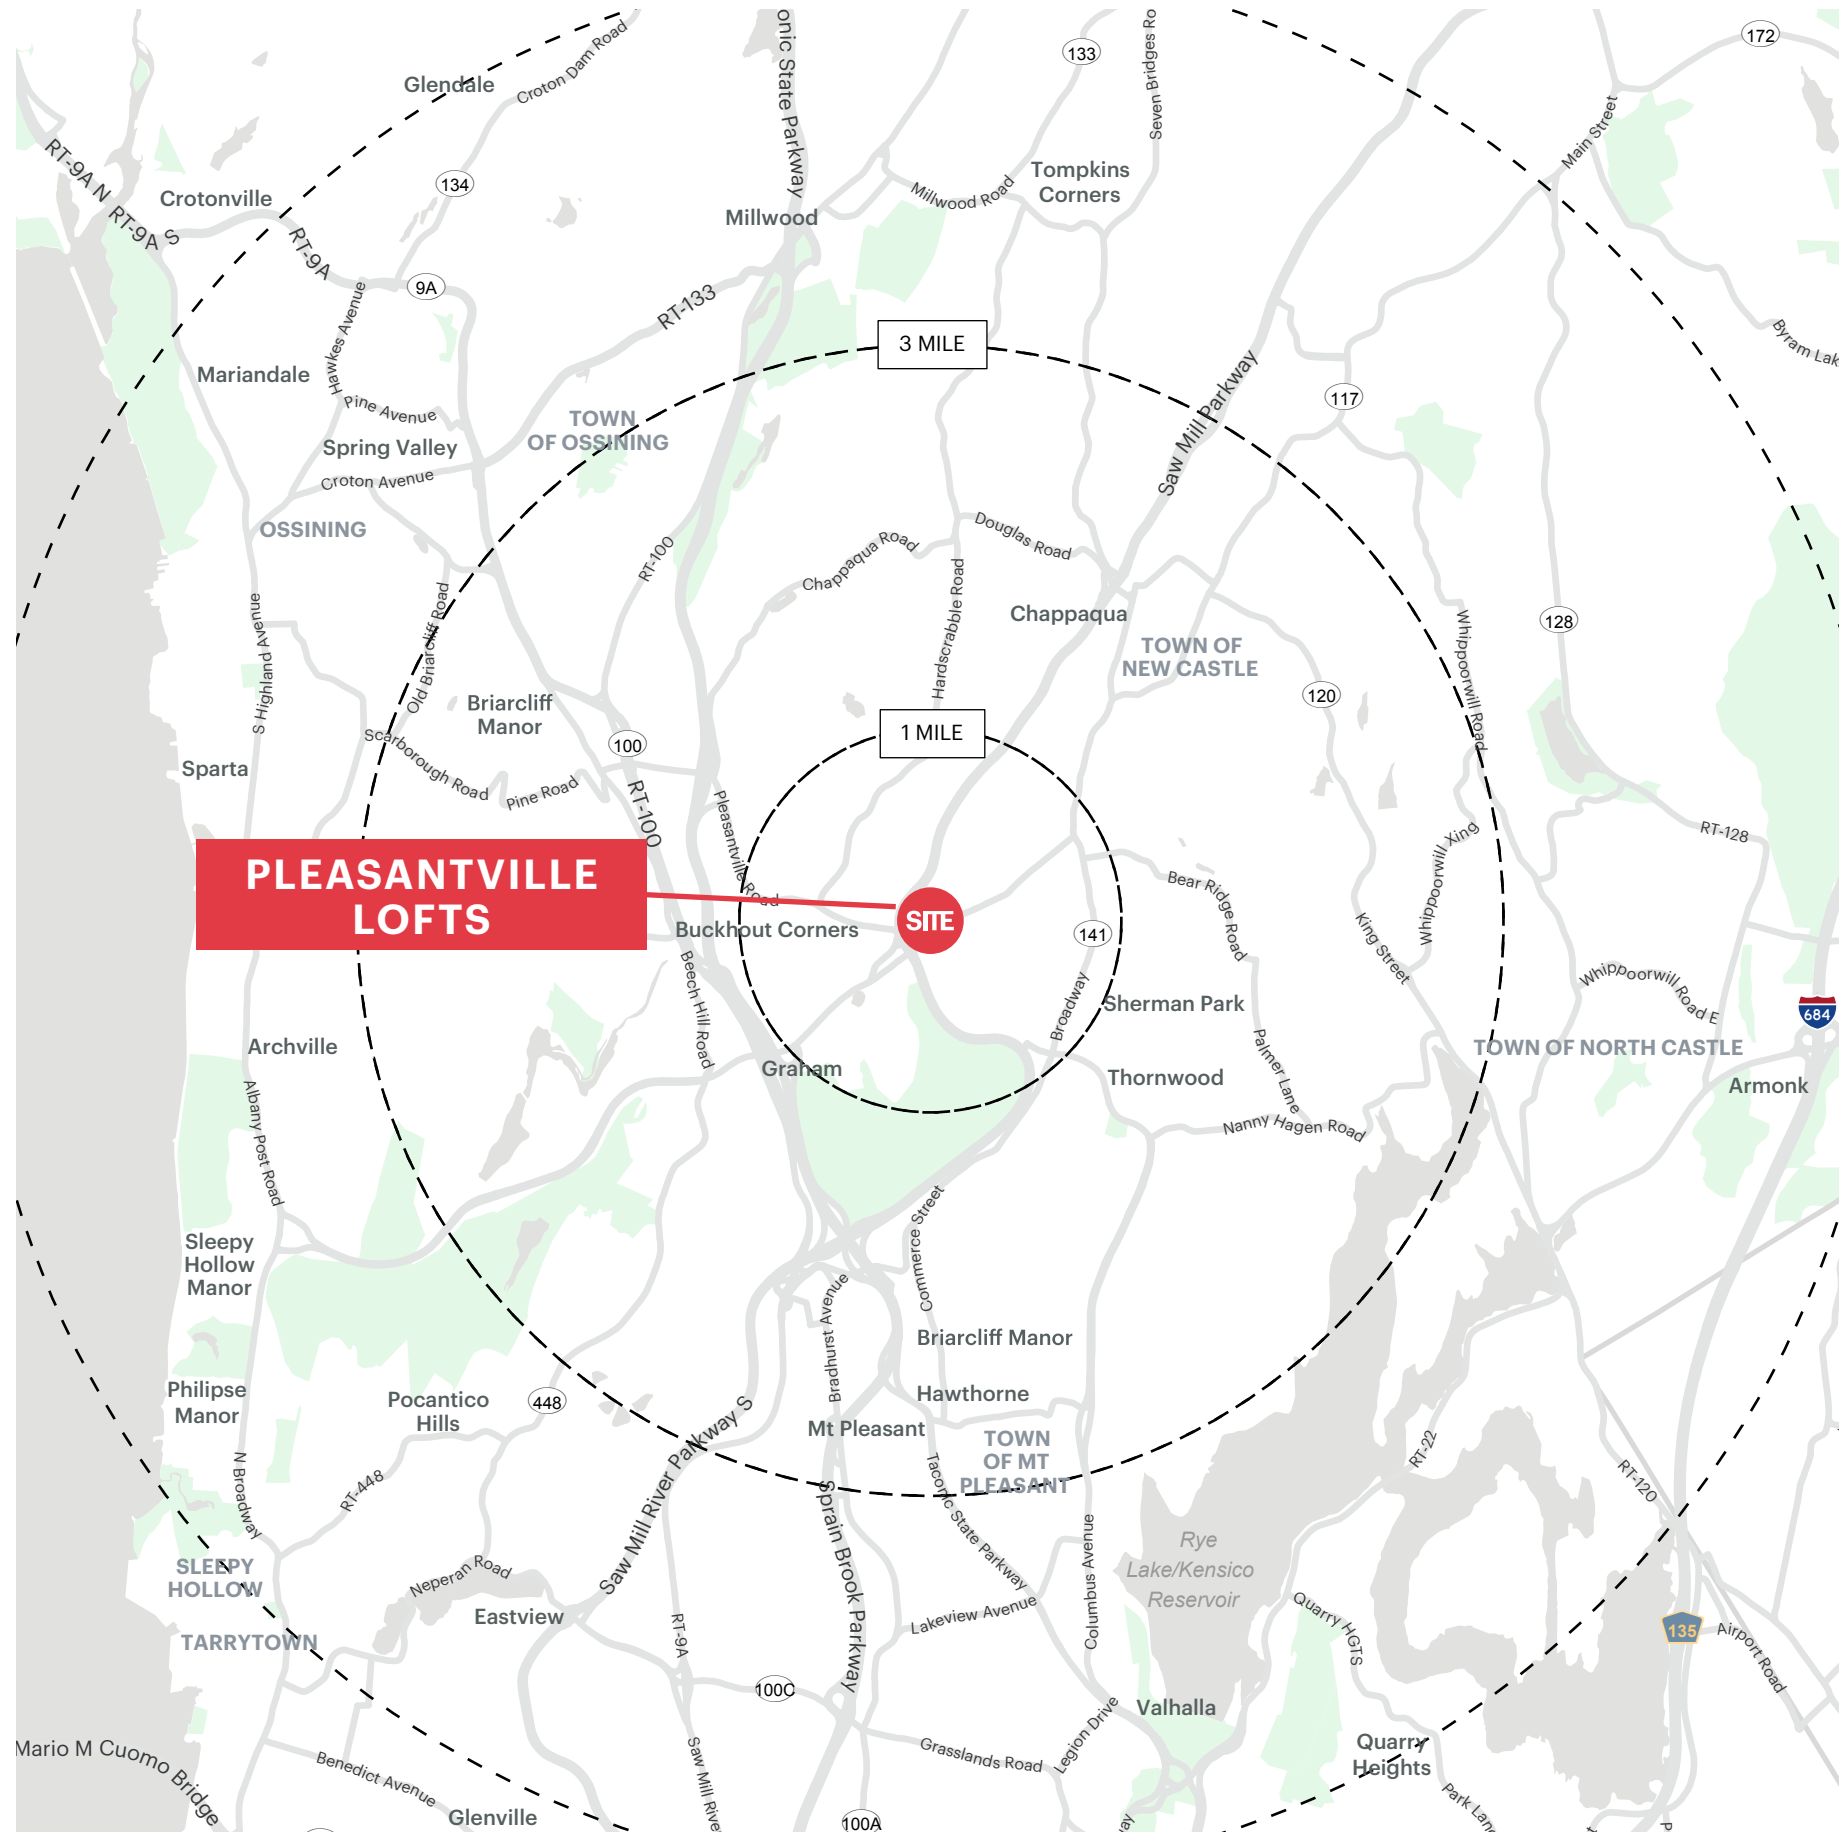 onic State Parkway
133
Seven Bridges Ro
172
Croton Dam Road
Glendale
Main Street
RT-9A N
RT-9A S
Crotonville
134
Millwood
Millwood Road
Tompkins
Corners
RT-9A
9A
Hawkes Avenue
RT-133
Byram Lak
3 MILE
Mariandale
Pine Avenue
Saw Mill Parkway
117
TOWN
OF OSSINING
Spring Valley
Croton Avenue
OSSINING
RT-100
Chappaqua Road
Douglas Road
Hardscrabble Road
Chappaqua
TOWN OF
NEW CASTLE
S Highland Avenue
Old Briarcliff Road
Whippoorwill Road
128
120
Briarcliff
Manor
Scarborough Road
Pine Road
100
1 MILE
Sparta
RT-100
Pleasantville Road
Whippoorwill Xing
RT-128
PLEASANTVILLE
LOFTS
SITE
Bear Ridge Road
Buckhout Corners
141
King Street
Beech Hill Road
Broadway
Sherman Park
Whippoorwill Road E
684
Archville
Graham
Thornwood
Palmer Lane
TOWN OF NORTH CASTLE
Armonk
Albany Post Road
Nanny Hagen Road
Sleepy
Hollow
Manor
Commerce Street
Bradhurst Avenue
Briarcliff Manor
Philipse
Manor
Pocantico
Hills
448
Hawthorne
Mt Pleasant
TOWN
OF MT
PLEASANT
Saw Mill River Parkway S
N Broadway
RT-448
Sprain Brook Parkway
Taconic State Parkway
RT-22
RT-120
Rye
Lake/Kensico
Reservoir
Columbus Avenue
SLEEPY
HOLLOW
Neperan Road
Eastview
TARRYTOWN
RT-9A
Lakeview Avenue
Quarry HGTS
135
Airport Road
100C
Valhalla
Legion Drive
Grasslands Road
Mario M Cuomo Bridge
Benedict Avenue
Saw Mill Rive
Quarry
Heights
Park Lane
Glenville
100A
way
P